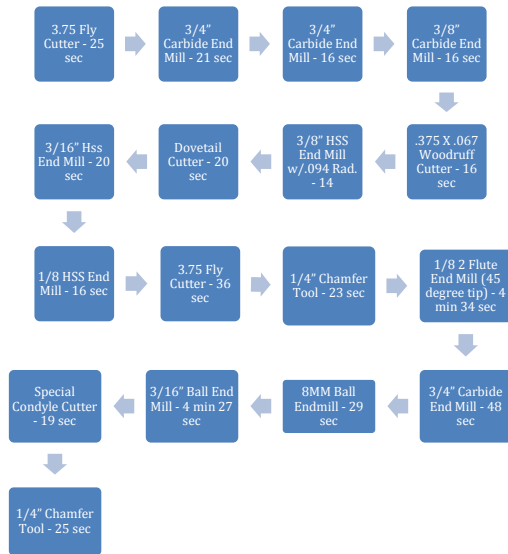 3.75 Fly
Cutter - 25
sec
3/4”
Carbide End
Mill - 21 sec
3/4”
Carbide End
Mill - 16 sec
3/8”
Carbide End
Mill - 16 sec
.375 X .067
Woodruff
Cutter - 16
sec
3/8” HSS
End Mill
w/.094 Rad.
- 14
Dovetail
Cutter - 20
sec
3/16” Hss
End Mill - 20
sec
1/8 HSS End
Mill - 16 sec
3.75 Fly
Cutter - 36
sec
1/4” Chamfer
Tool - 23 sec
1/8 2 Flute
End Mill (45
degree tip) - 4
min 34 sec
3/4” Carbide
End Mill - 48
sec
8MM Ball
Endmill - 29
sec
3/16” Ball End
Mill - 4 min 27
sec
Special
Condyle Cutter
- 19 sec
1/4” Chamfer
Tool - 25 sec